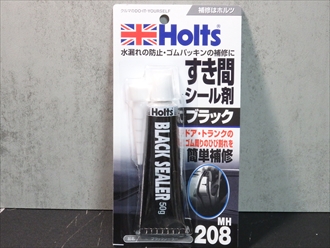 補修はホルツ
Holts
水漏れの防止・ゴムパッキンの補修に
すき間
シール剤
ブラック
ドア・トランクの
ゴム周りのひび割れを
簡単補修
Holts
BLACK SEALER 50g
MH
208